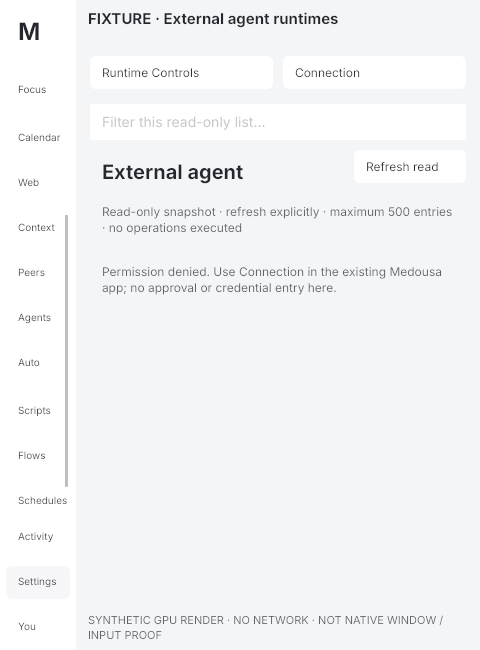 M
FIXTURE · External agent runtimes
Runtime Controls
Connection
Filter this read-only list...
External agent
Refresh read
Read-only snapshot · refresh explicitly · maximum 500 entries
· no operations executed
Permission denied. Use Connection in the existing Medousa
app; no approval or credential entry here.
Focus
Calendar
Web
Context
Peers
Agents
Auto
Scripts
Flows
Schedules
Activity
Settings
You
SYNTHETIC GPU RENDER · NO NETWORK · NOT NATIVE WINDOW /
INPUT PROOF